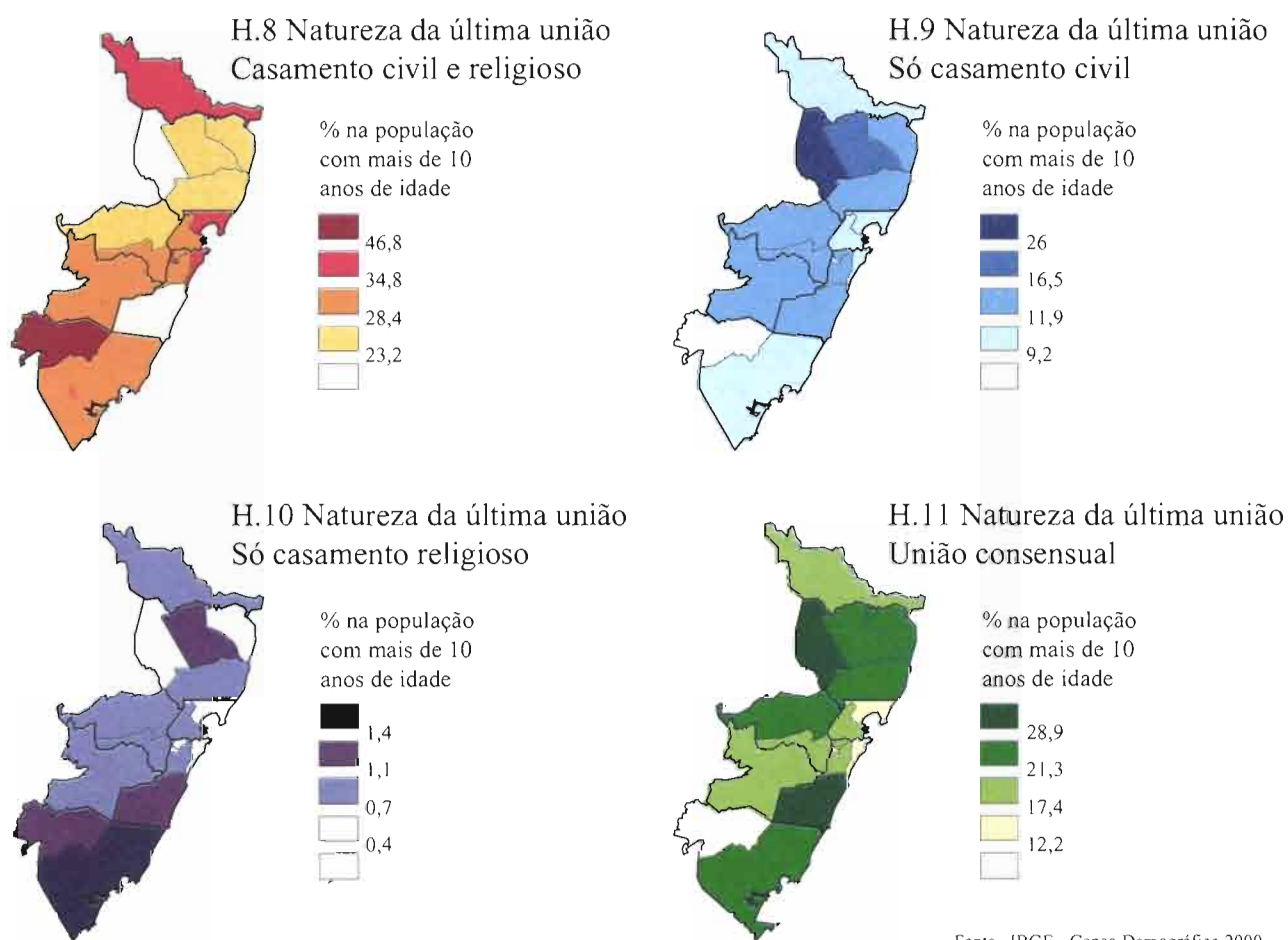 H.8 Natureza da última união
Casamento civil e religioso
% na população
com mais de 10
anos de idade
46,8
34,8
28,4
23,2
H.9 Natureza da última união
Só casamento civil
% na população
com mais de 10
anos de idade
26
16,5
11,9
9,2
H.10 Natureza da última união
Só casamento religioso
% na população
com mais de 10
anos de idade
1,4
1,1
0,7
0,4
H.11 Natureza da última união
União consensual
% na população
com mais de 10
anos de idade
28,9
21,3
17,4
12,2
Fonte IBGE Censo Demográfico 2000